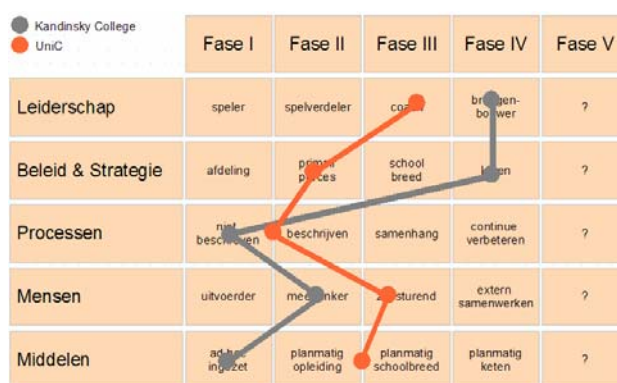 Kandinsky College
UniC
Fase I
Fase II
Fase III
Fase IV
Fase V
Leiderschap
speler
spelverdeler
coach
bruggen-
bouwer
?
Beleid & Strategie
afdeling
primair
proces
school
breed
?
Processen
niet
beschreven
beschrijven
samenhang
continue
verbeteren
?
Mensen
uitvoerder
meedenker
zelfsturend
extern
samenwerken
?
Middelen
ad hoc
ingezet
planmatig
opleiding
planmatig
schoolbreed
planmatig
keten
?